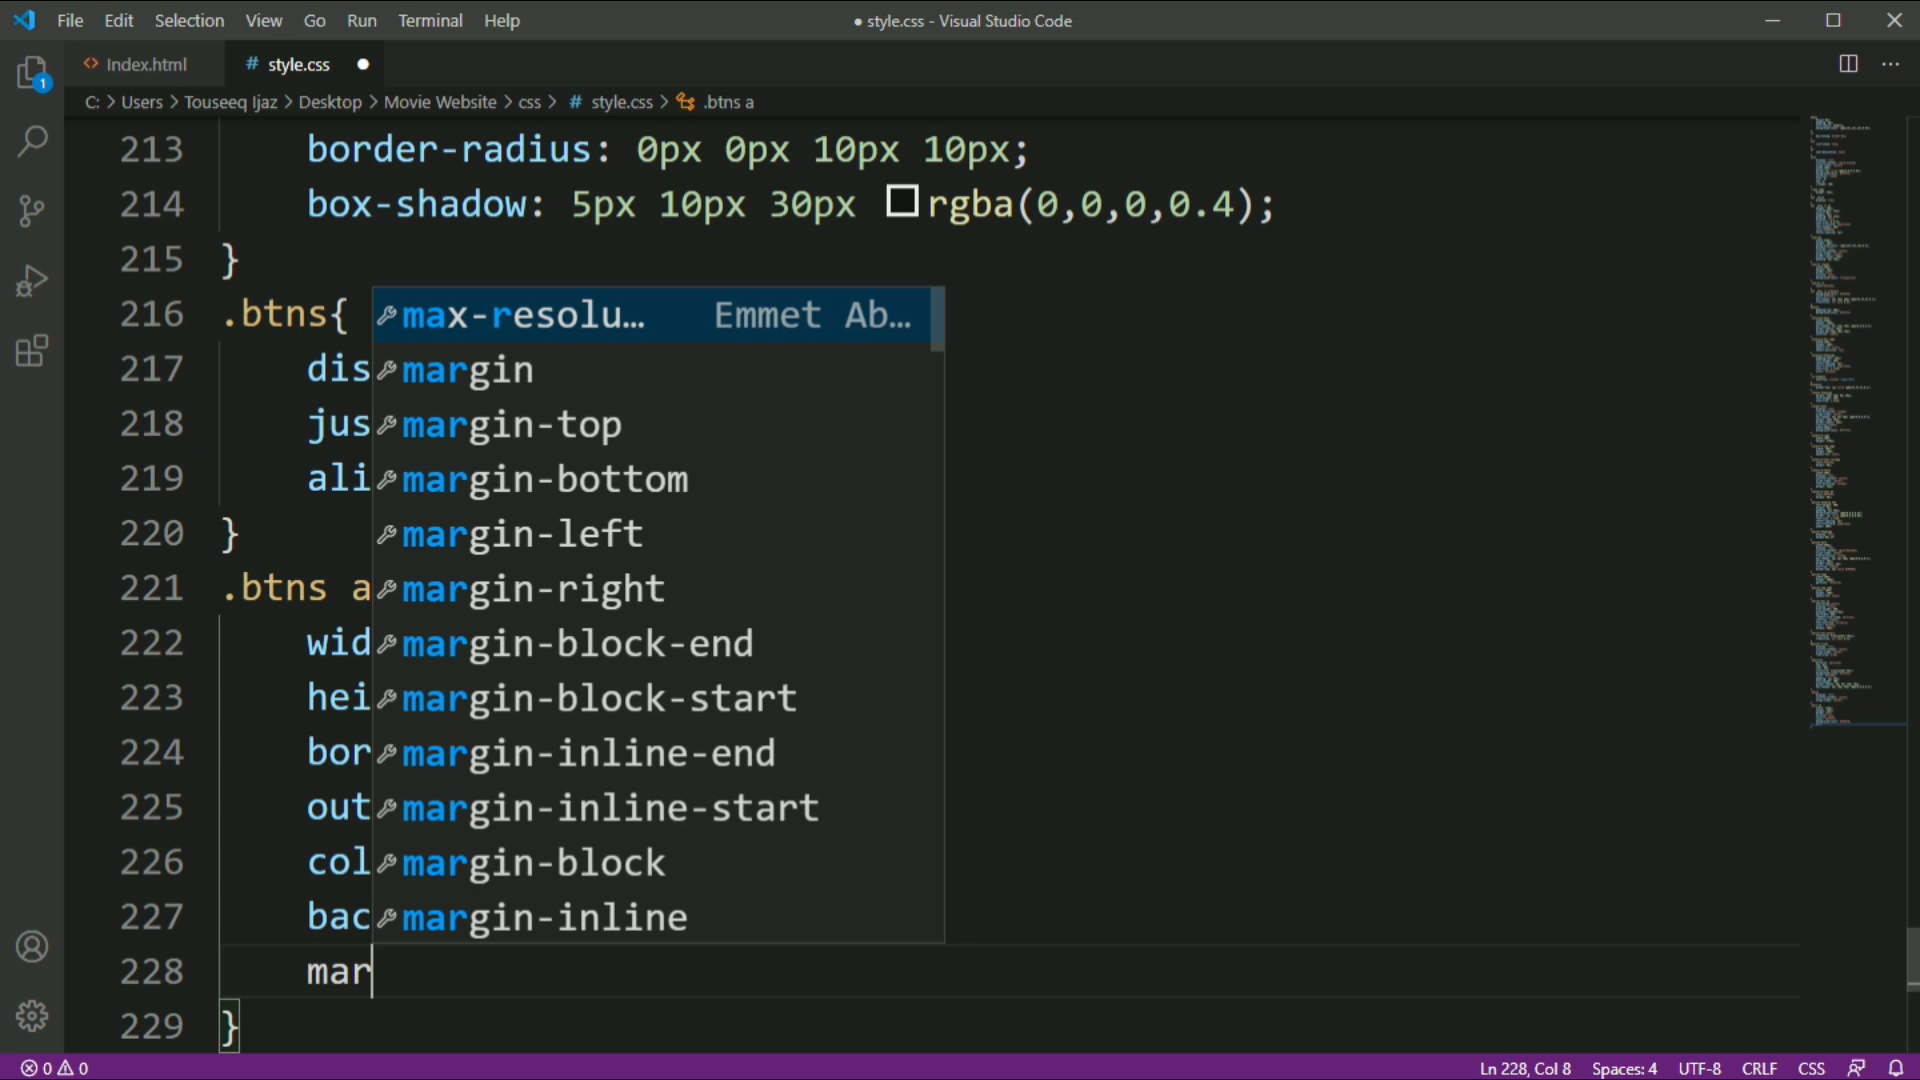 File Edit Selection View Go Run Terminal Help
● style.css - Visual Studio Code
<> Index.html
# style.css ●
C: > Users > Touseeq Ijaz > Desktop > Movie Website > css > # style.css > .btns a
1
213 border-radius: 0px 0px 10px 10px;
214 box-shadow: 5px 10px 30px rgba(0,0,0,0.4);
215 }
216 .btns{
max-resolu… Emmet Ab…
217 dis
margin
218 jus
margin-top
219 ali
margin-bottom
220 }
margin-left
221 .btns a
margin-right
222 wid
margin-block-end
223 hei
margin-block-start
224 bor
margin-inline-end
225 out
margin-inline-start
226 col
margin-block
227 bac
margin-inline
228 mar
229 }
0 0
Ln 228, Col 8 Spaces: 4 UTF-8 CRLF CSS